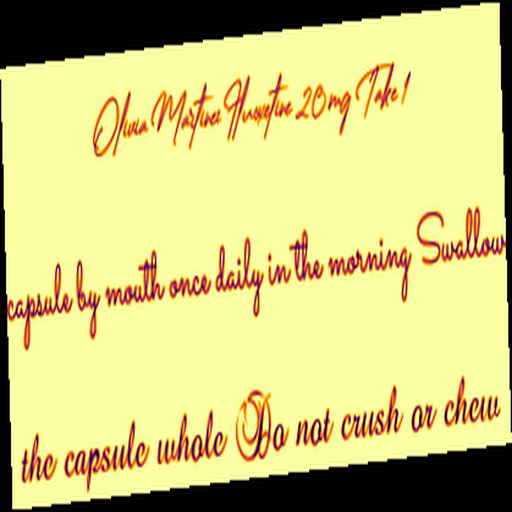 Olivia Martinez Fluoxetine 20mg Take 1
capsule by mouth once daily in the morning Swallow
the capsule whole Do not crush or chew